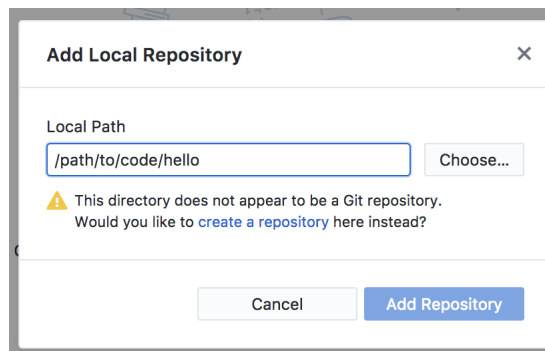 Add Local Repository
Local Path
/path/to/code/hello
Choose...
This directory does not appear to be a Git repository.
Would you like to create a repository here instead?
Cancel
Add Repository